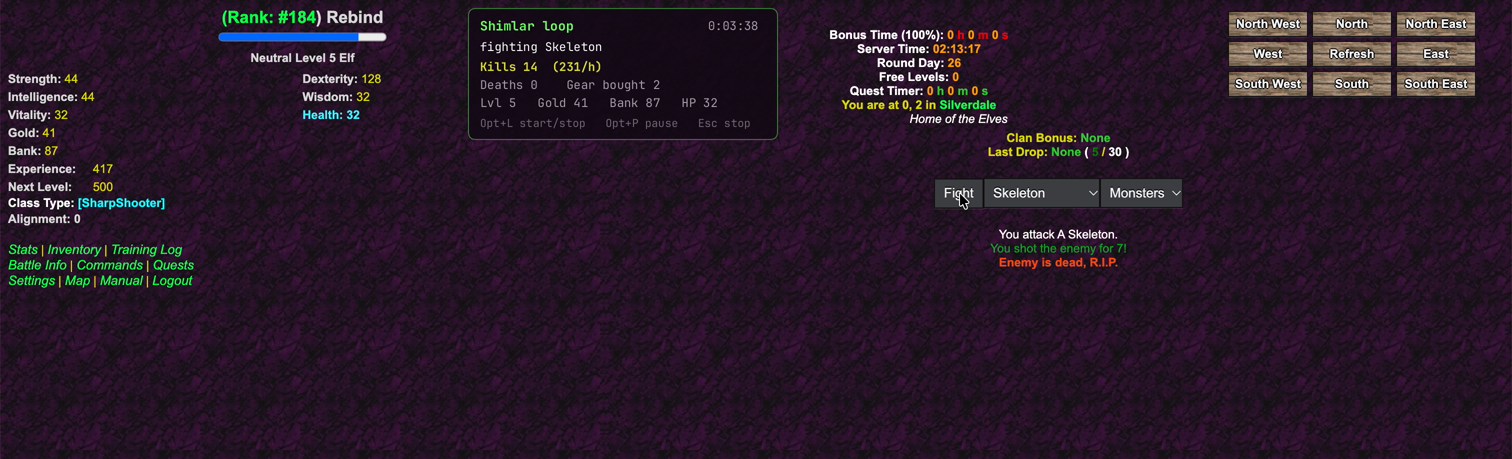 (Rank: #184) Rebind
Neutral Level 5 Elf
Strength: 44
Dexterity: 128
Intelligence: 44
Wisdom: 32
Vitality: 32
Health: 32
Gold: 41
Bank: 87
Experience: 417
Next Level: 500
Class Type: [SharpShooter]
Alignment: 0
Stats | Inventory | Training Log
Battle Info | Commands | Quests
Settings | Map | Manual | Logout
Shimlar loop 0:03:38
fighting Skeleton
Kills 14 (231/h)
Deaths 0 Gear bought 2
Lvl 5 Gold 41 Bank 87 HP 32
Opt+L start/stop Opt+P pause Esc stop
Bonus Time (100%): 0 h 0 m 0 s
Server Time: 02:13:17
Round Day: 26
Free Levels: 0
Quest Timer: 0 h 0 m 0 s
You are at 0, 2 in Silverdale
Home of the Elves
Clan Bonus: None
Last Drop: None ( 5 / 30 )
Fight Skeleton Monsters
You attack A Skeleton.
You shot the enemy for 7!
Enemy is dead, R.I.P.
North West North North East
West Refresh East
South West South South East